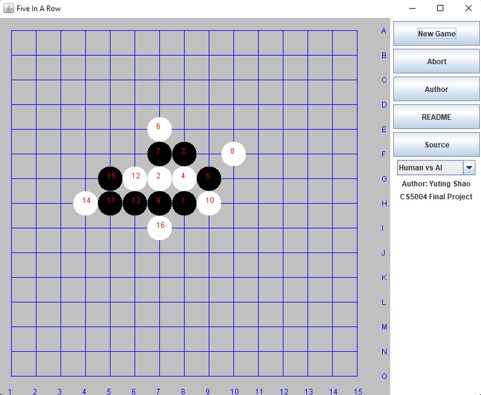 Five In A Row
New Game
Abort
Author
README
Source
Human vs AI
Author: Yuting Shao
CS5004 Final Project
A
B
C
D
E
6
F
7 3 8
G
15 12 2 4 5
H
14 11 13 9 1 10
I
16
J
K
L
M
N
O
1 2 3 4 5 6 7 8 9 10 11 12 13 14 15